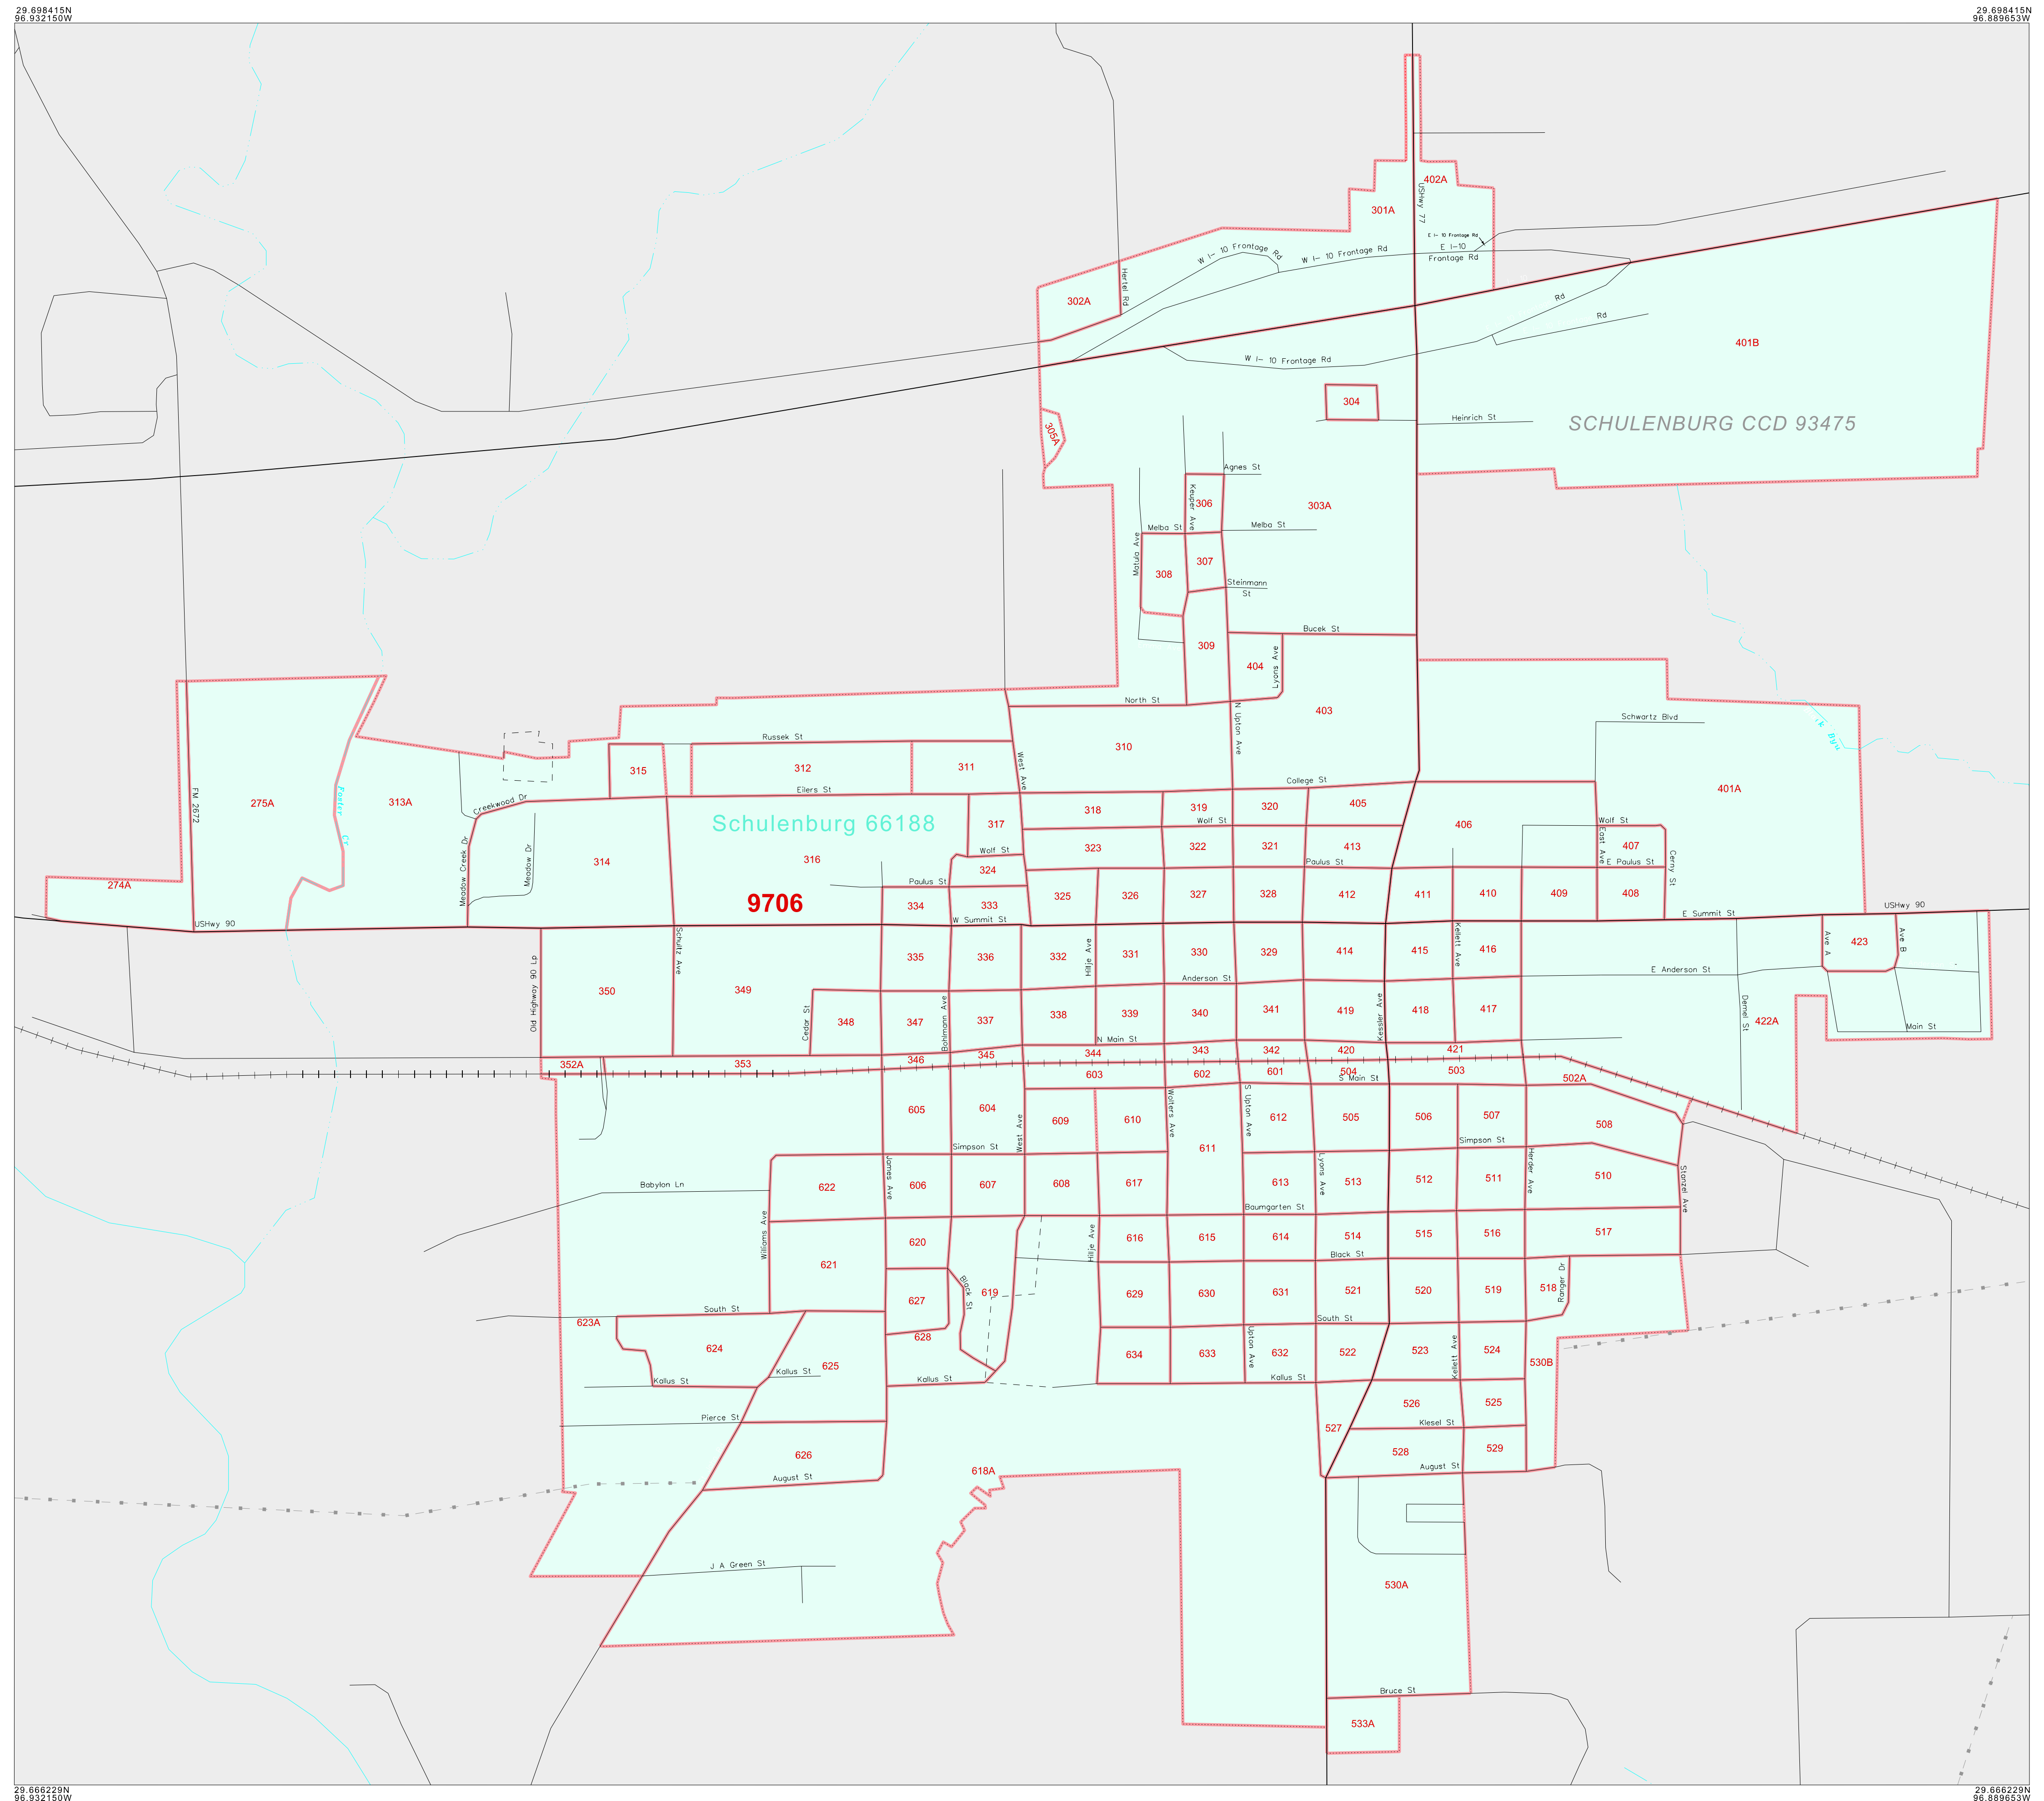 29.698415N
96.932150W
29.698415N
96.889653W
402A
USHwy 77
301A
E I- 10 Frontage Rd
W I- 10 Frontage Rd
W I- 10 Frontage Rd
E I-10
Frontage Rd
Hertel Rd
302A
Rd
Rd
401B
W I- 10 Frontage Rd
304
Heinrich St
SCHULENBURG CCD 93475
305A
Agnes St
Keuper Ave
306
303A
Melba St
Melba St
Matula Ave
307
308
Steinmann
St
Bucek St
309
404
Lyons Ave
North St
403
N Upton Ave
Schwartz Blvd
Russek St
310
315
312
311
West Ave
College St
Eilers St
FM 2672
275A
Foster Cr
313A
Creekwood Dr
401A
318
319
320
405
Wolf St
Schulenburg 66188
317
406
Wolf St
East Ave
407
Meadow Creek Dr
Meadow Dr
314
316
Wolf St
323
322
321
413
Paulus St
E Paulus St
Cerny St
274A
324
Paulus St
9706
334
333
325
326
327
328
412
411
410
409
408
USHwy 90
W Summit St
E Summit St
USHwy 90
Schultz Ave
Old Highway 90 Lp
350
349
335
336
332
Hillje Ave
331
330
329
414
415
Kellett Ave
416
Ave A
423
Ave B
Anderson St
E Anderson St
Cedar St
348
347
Bohlmann Ave
337
338
339
340
341
419
Kessler Ave
418
417
Demel St
422A
Main St
N Main St
352A
353
346
345
344
343
342
420
421
603
602
601
504
S Main St
503
502A
605
604
West Ave
609
610
Wolters Ave
S Upton Ave
612
505
506
507
508
Simpson St
611
Simpson St
James Ave
Babylon Ln
622
606
607
608
617
613
Lyons Ave
513
512
511
Herder Ave
510
Stanzel Ave
Baumgarten St
Williams Ave
620
Hillje Ave
616
615
614
514
515
516
517
Black St
621
627
Black St
619
629
630
631
521
520
519
518
Ranger Dr
South St
623A
South St
628
624
625
Kallus St
Kallus St
Kallus St
634
633
Upton Ave
632
522
523
Kellett Ave
524
530B
Kallus St
Pierce St
527
526
525
Klesel St
626
528
529
August St
August St
618A
J A Green St
530A
Bruce St
533A
29.666229N
96.932150W
29.666229N
96.889653W